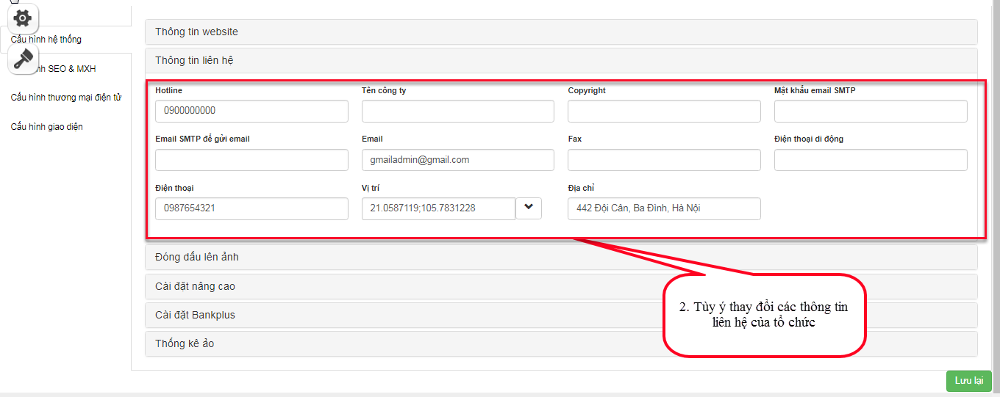 Cấu hình hệ thống
nh SEO & MXH
Cấu hình thương mại điện tử
Cấu hình giao diện
Thông tin website
Thông tin liên hệ
Hotline Tên công ty Copyright Mật khẩu email SMTP
0900000000
Email SMTP để gửi email Email Fax Điện thoại di động
gmailadmin@gmail.com
Điện thoại Vị trí Địa chỉ
0987654321 21.0587119;105.7831228 442 Đội Cấn, Ba Đình, Hà Nội
Đóng dấu lên ảnh
Cài đặt nâng cao
Cài đặt Bankplus
Thống kê ảo
2. Tùy ý thay đổi các thông tin
liên hệ của tổ chức
Lưu lại